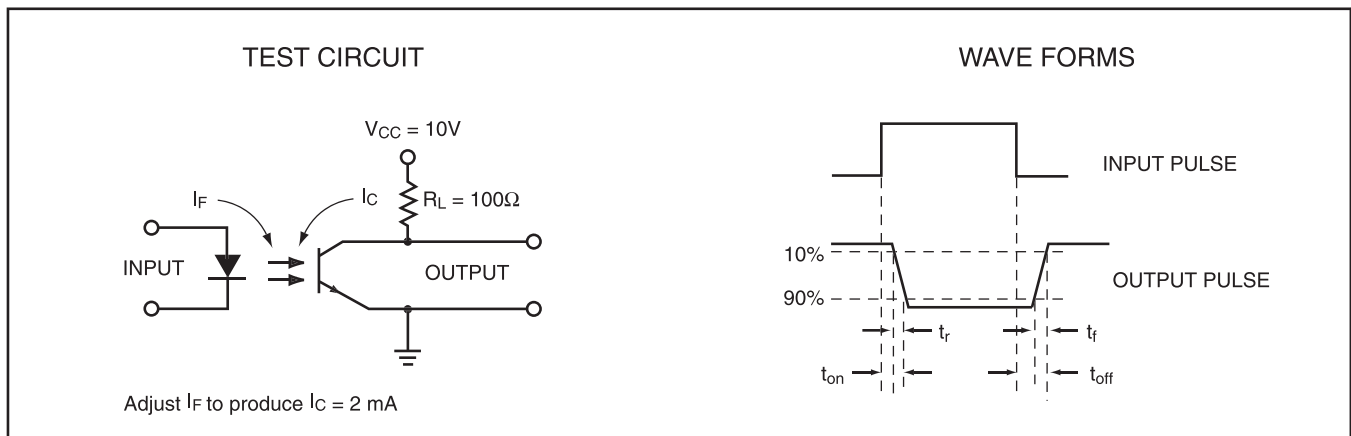 TEST CIRCUIT
VCC = 10V
IF
IC
RL = 100Ω
INPUT
OUTPUT
Adjust IF to produce IC = 2 mA
WAVE FORMS
INPUT PULSE
10%
90%
OUTPUT PULSE
tr
tf
ton
toff